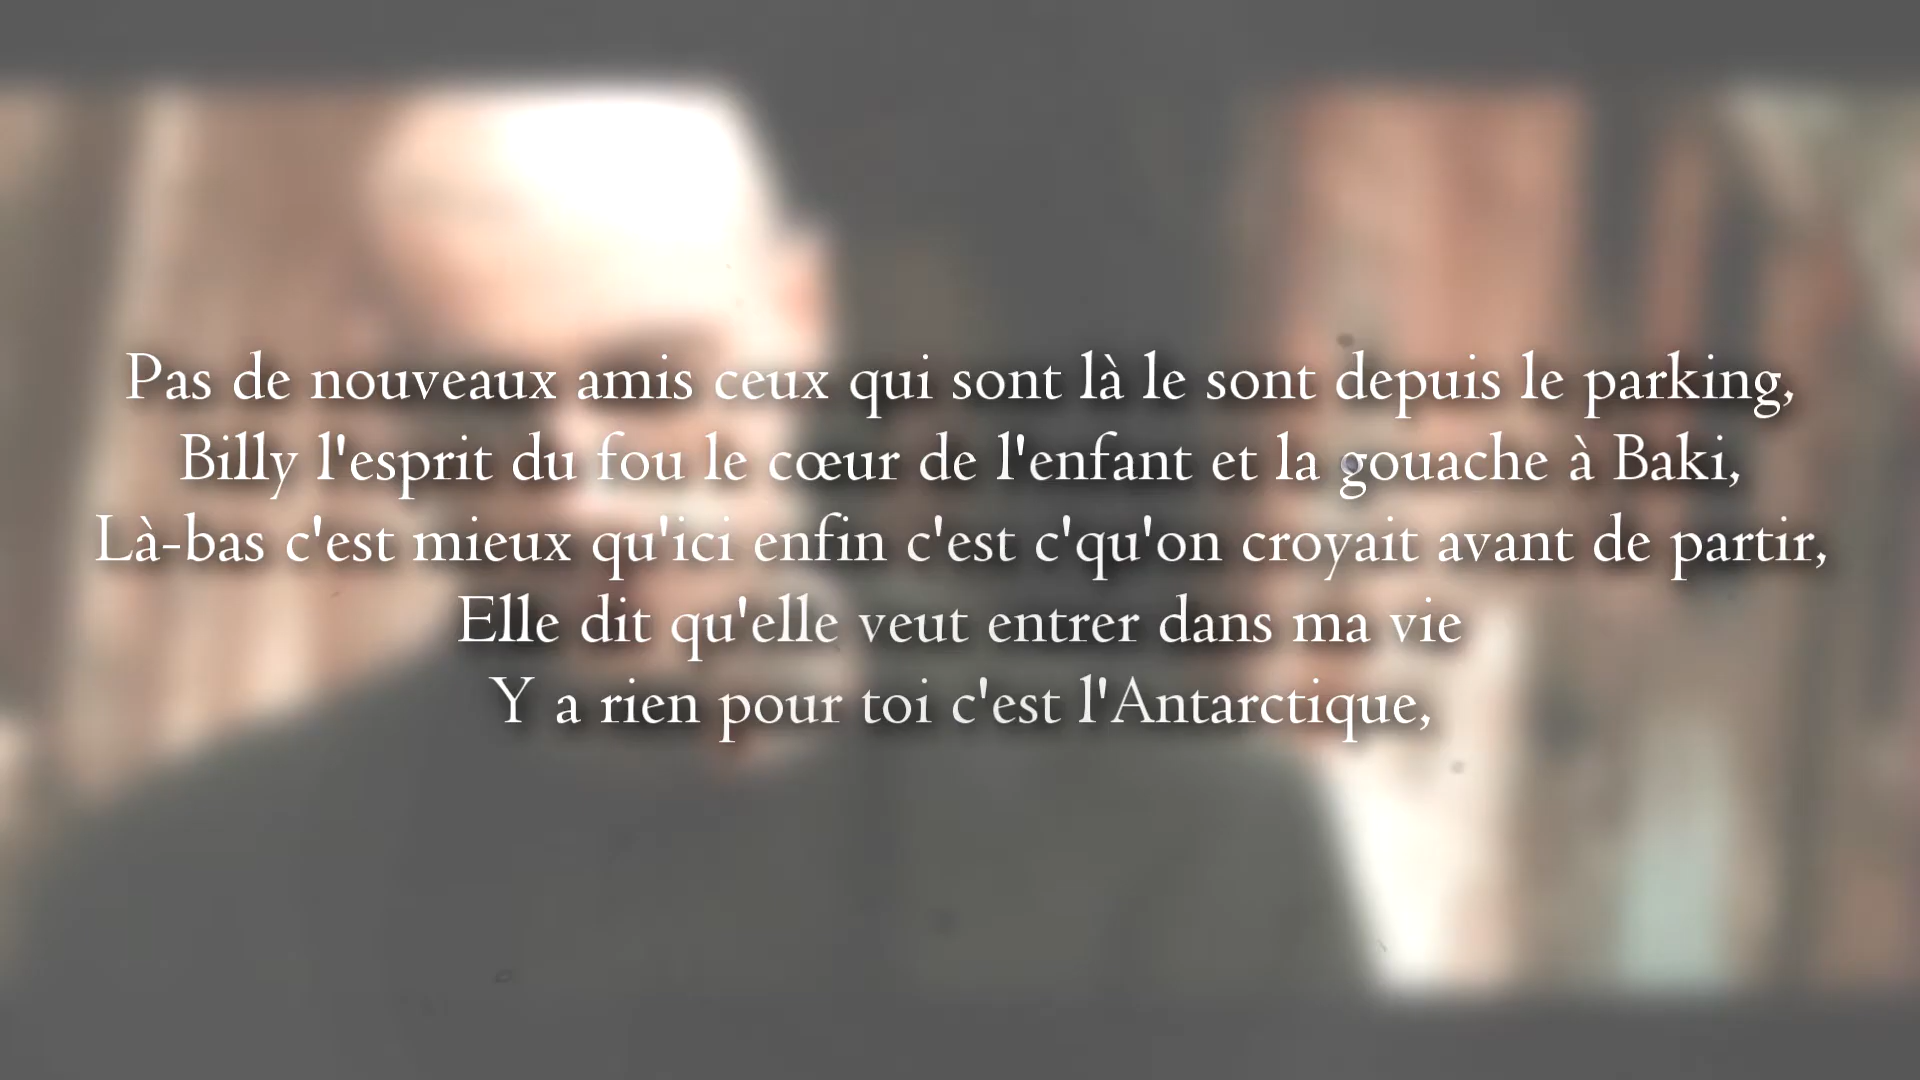 Pas de nouveaux amis ceux qui sont là le sont depuis le parking,
Billy l'esprit du fou le cœur de l'enfant et la gouache à Baki,
Là-bas c'est mieux qu'ici enfin c'est c'qu'on croyait avant de partir,
Elle dit qu'elle veut entrer dans ma vie
Y a rien pour toi c'est l'Antarctique,